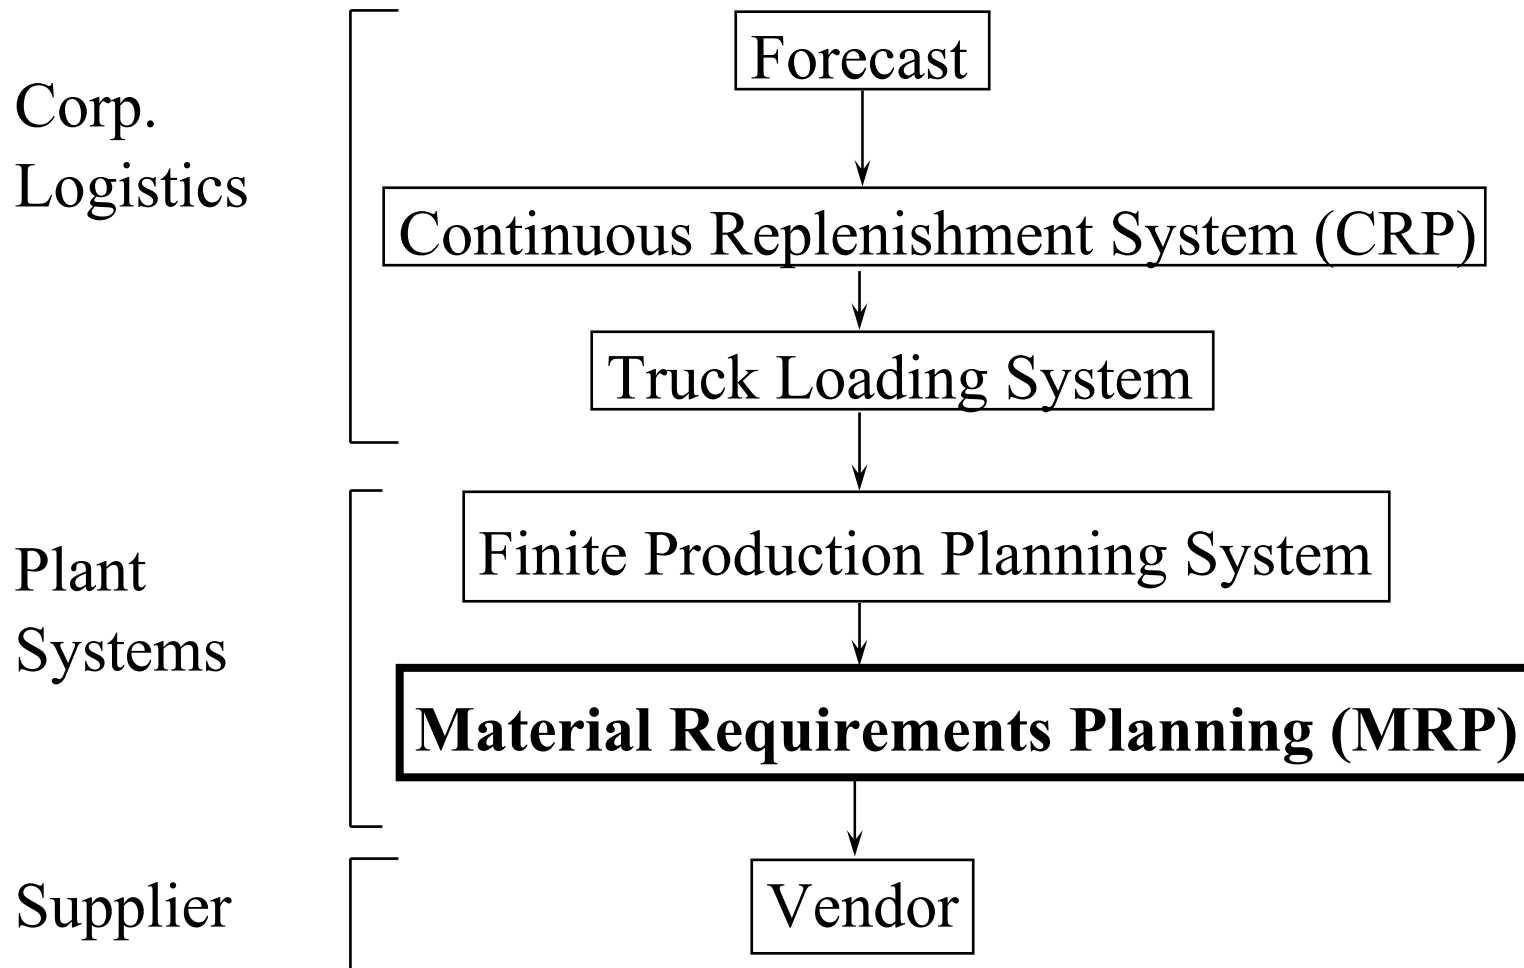 Forecast
Corp.
Logistics
Continuous Replenishment System (CRP)
Truck Loading System
Finite Production Planning System
Plant
Systems
Material Requirements Planning (MRP)
Supplier
Vendor